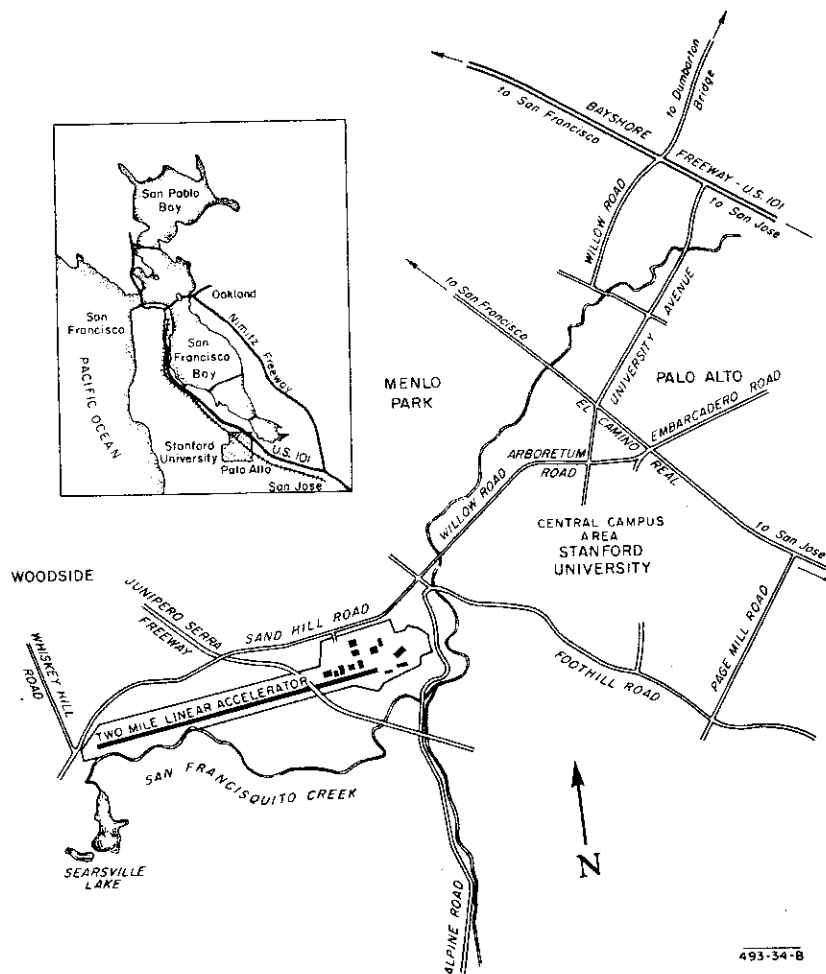 to San Francisco
BAYSHORE
FREEWAY - U.S. 101
to San Jose
to Dumbarton
Bridge
WILLOW ROAD
San Pablo
Bay
Oakland
San
Francisco
San
Francisco
Bay
Nimitz
Freeway
PACIFIC OCEAN
Stanford
University
U.S. 101
Palo Alto
San Jose
to San Francisco
UNIVERSITY
AVENUE
MENLO
PARK
PALO ALTO
EL CAMINO
REAL
EMBARCADERO ROAD
ARBORETUM
ROAD
WILLOW ROAD
CENTRAL CAMPUS
AREA
STANFORD
UNIVERSITY
to San Jose
WOODSIDE
JUNIPERO SERRA
FREEWAY
SAND HILL ROAD
WHISKEY HILL
ROAD
TWO MILE LINEAR ACCELERATOR
FOOTHILL ROAD
PAGE MILL ROAD
SAN FRANCISQUITO CREEK
SEARSVILLE
LAKE
ALPINE ROAD
N
493-34-B